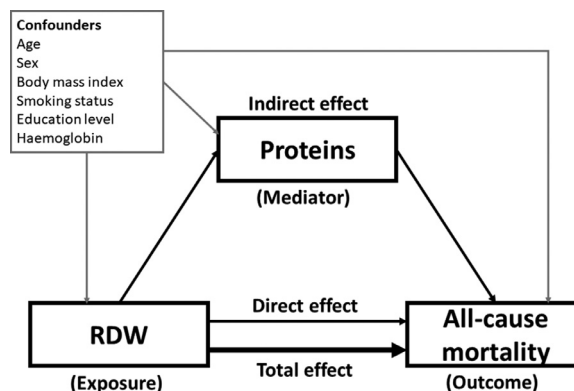 Confounders
Age
Sex
Body mass index
Smoking status
Education level
Haemoglobin
Indirect effect
Proteins
(Mediator)
RDW
(Exposure)
Direct effect
Total effect
All-cause
mortality
(Outcome)